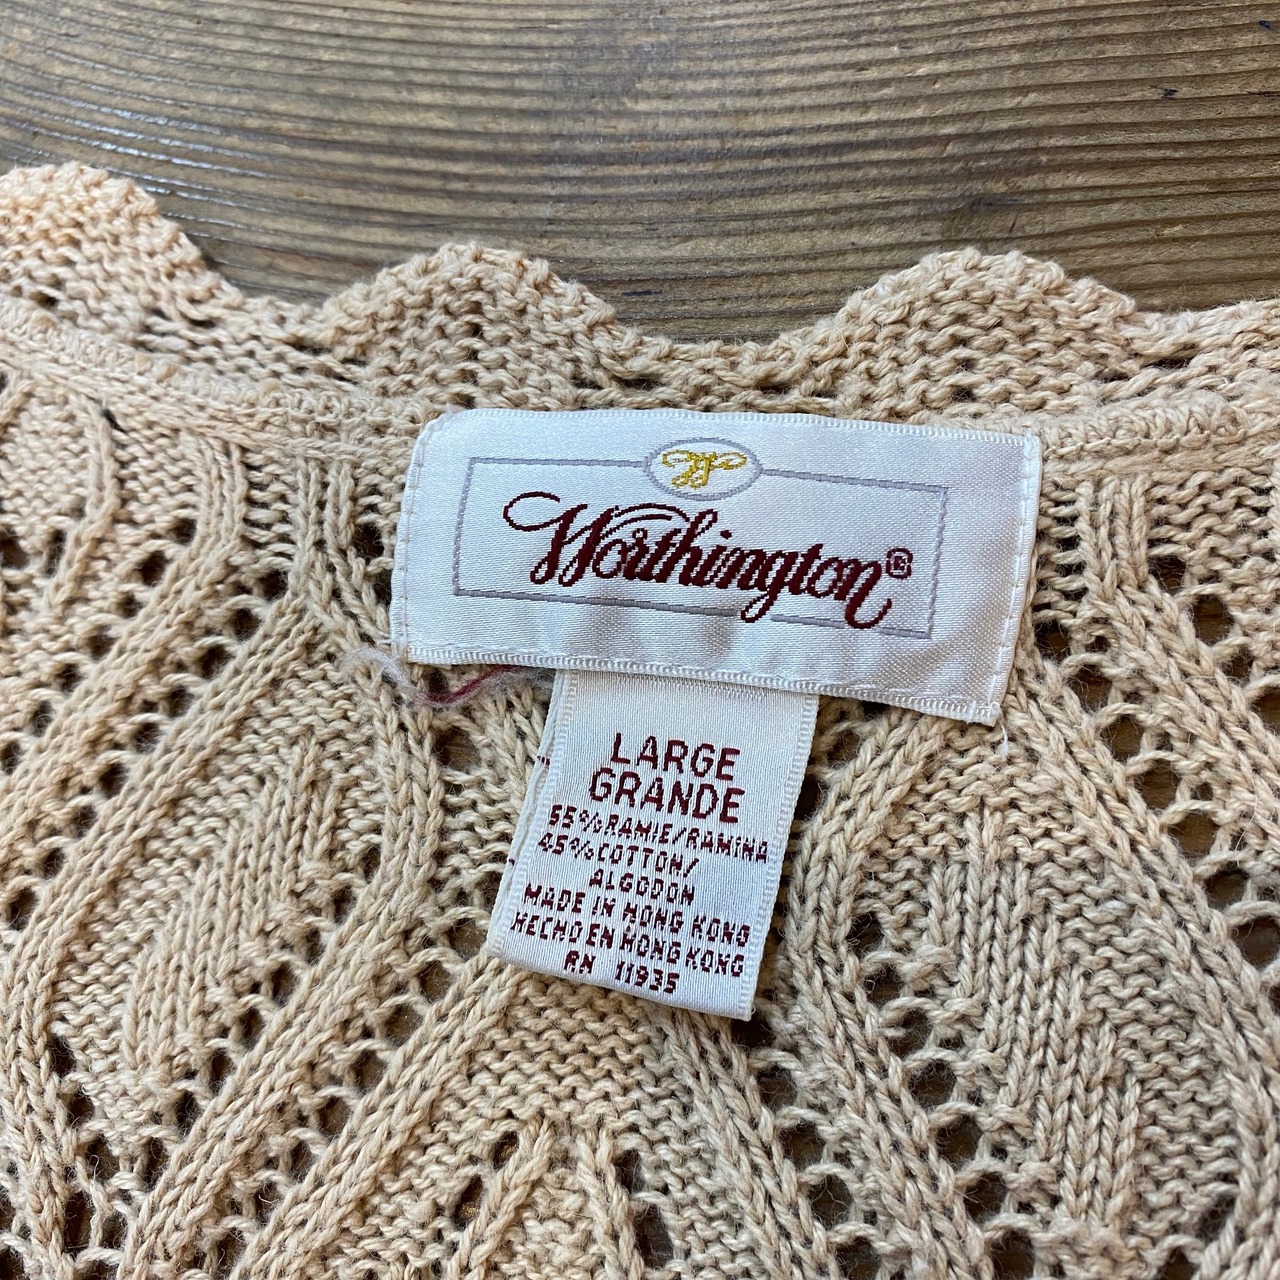 Worthington®
LARGE
GRANDE
55%RAMIE/RAMINA
45%COTTON/
ALGODON
MADE IN HONG KONG
HECHO EN HONG KONG
RN 11935